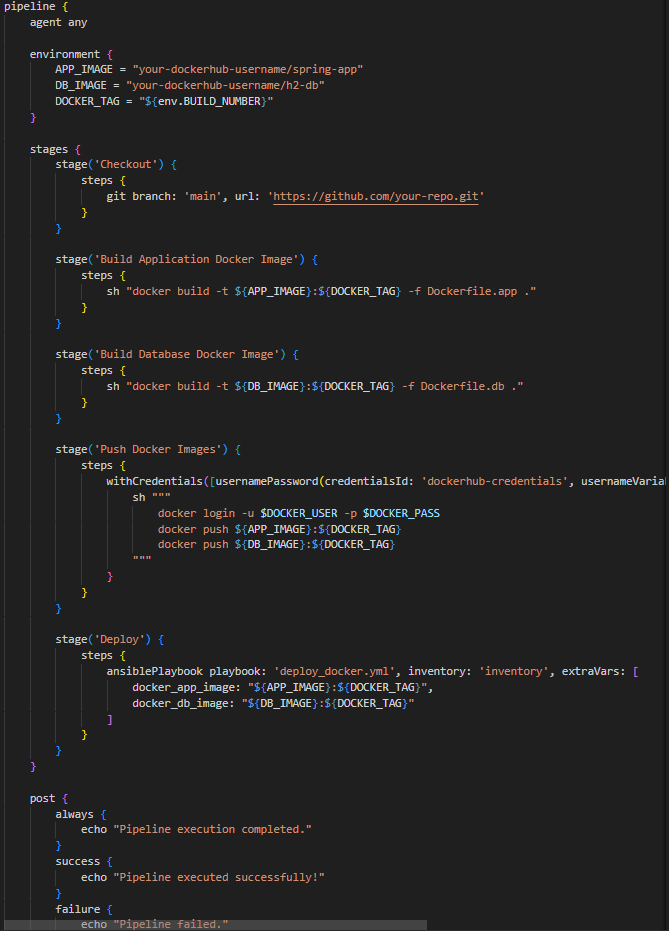 pipeline {
    agent any

    environment {
        APP_IMAGE = "your-dockerhub-username/spring-app"
        DB_IMAGE = "your-dockerhub-username/h2-db"
        DOCKER_TAG = "${env.BUILD_NUMBER}"
    }

    stages {
        stage('Checkout') {
            steps {
                git branch: 'main', url: 'https://github.com/your-repo.git'
            }
        }

        stage('Build Application Docker Image') {
            steps {
                sh "docker build -t ${APP_IMAGE}:${DOCKER_TAG} -f Dockerfile.app ."
            }
        }

        stage('Build Database Docker Image') {
            steps {
                sh "docker build -t ${DB_IMAGE}:${DOCKER_TAG} -f Dockerfile.db ."
            }
        }

        stage('Push Docker Images') {
            steps {
                withCredentials([usernamePassword(credentialsId: 'dockerhub-credentials', usernameVaria
                    sh """
                        docker login -u $DOCKER_USER -p $DOCKER_PASS
                        docker push ${APP_IMAGE}:${DOCKER_TAG}
                        docker push ${DB_IMAGE}:${DOCKER_TAG}
                    """
                }
            }
        }

        stage('Deploy') {
            steps {
                ansiblePlaybook playbook: 'deploy_docker.yml', inventory: 'inventory', extraVars: [
                    docker_app_image: "${APP_IMAGE}:${DOCKER_TAG}",
                    docker_db_image: "${DB_IMAGE}:${DOCKER_TAG}"
                ]
            }
        }
    }

    post {
        always {
            echo "Pipeline execution completed."
        }
        success {
            echo "Pipeline executed successfully!"
        }
        failure {
            echo "Pipeline failed."